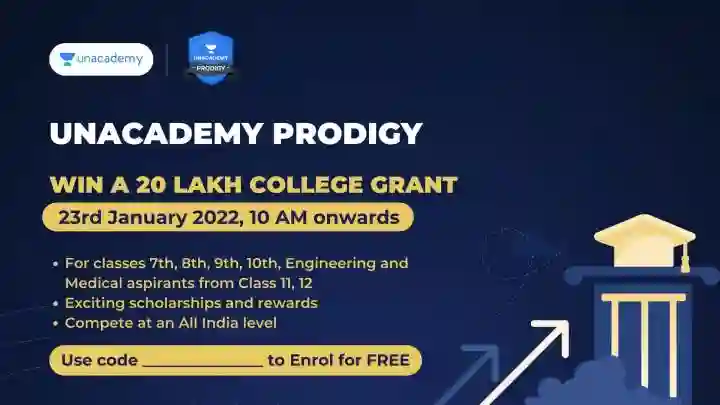 unacademy
UNACADEMY
PRODIGY
UNACADEMY PRODIGY
WIN A 20 LAKH COLLEGE GRANT
23rd January 2022, 10 AM onwards
• For classes 7th, 8th, 9th, 10th, Engineering and
Medical aspirants from Class 11, 12
• Exciting scholarships and rewards
• Compete at an All India level
Use code ______________ to Enrol for FREE